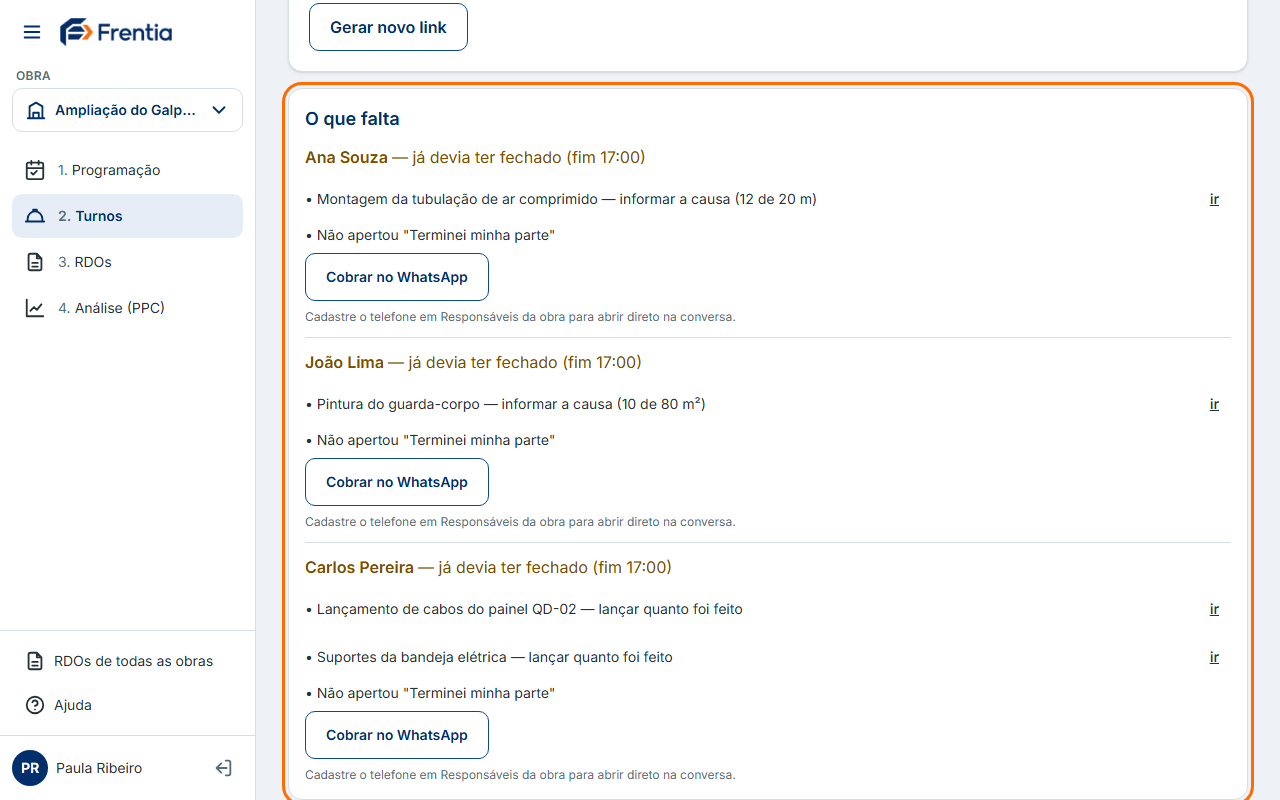 Frentia
OBRA
Ampliação do Galp...
1. Programação
2. Turnos
3. RDOs
4. Análise (PPC)
RDOs de todas as obras
Ajuda
PR
Paula Ribeiro
Gerar novo link
O que falta
Ana Souza — já devia ter fechado (fim 17:00)
• Montagem da tubulação de ar comprimido — informar a causa (12 de 20 m) ir
• Não apertou "Terminei minha parte"
Cobrar no WhatsApp
Cadastre o telefone em Responsáveis da obra para abrir direto na conversa.
João Lima — já devia ter fechado (fim 17:00)
• Pintura do guarda-corpo — informar a causa (10 de 80 m²) ir
• Não apertou "Terminei minha parte"
Cobrar no WhatsApp
Cadastre o telefone em Responsáveis da obra para abrir direto na conversa.
Carlos Pereira — já devia ter fechado (fim 17:00)
• Lançamento de cabos do painel QD-02 — lançar quanto foi feito ir
• Suportes da bandeja elétrica — lançar quanto foi feito ir
• Não apertou "Terminei minha parte"
Cobrar no WhatsApp
Cadastre o telefone em Responsáveis da obra para abrir direto na conversa.